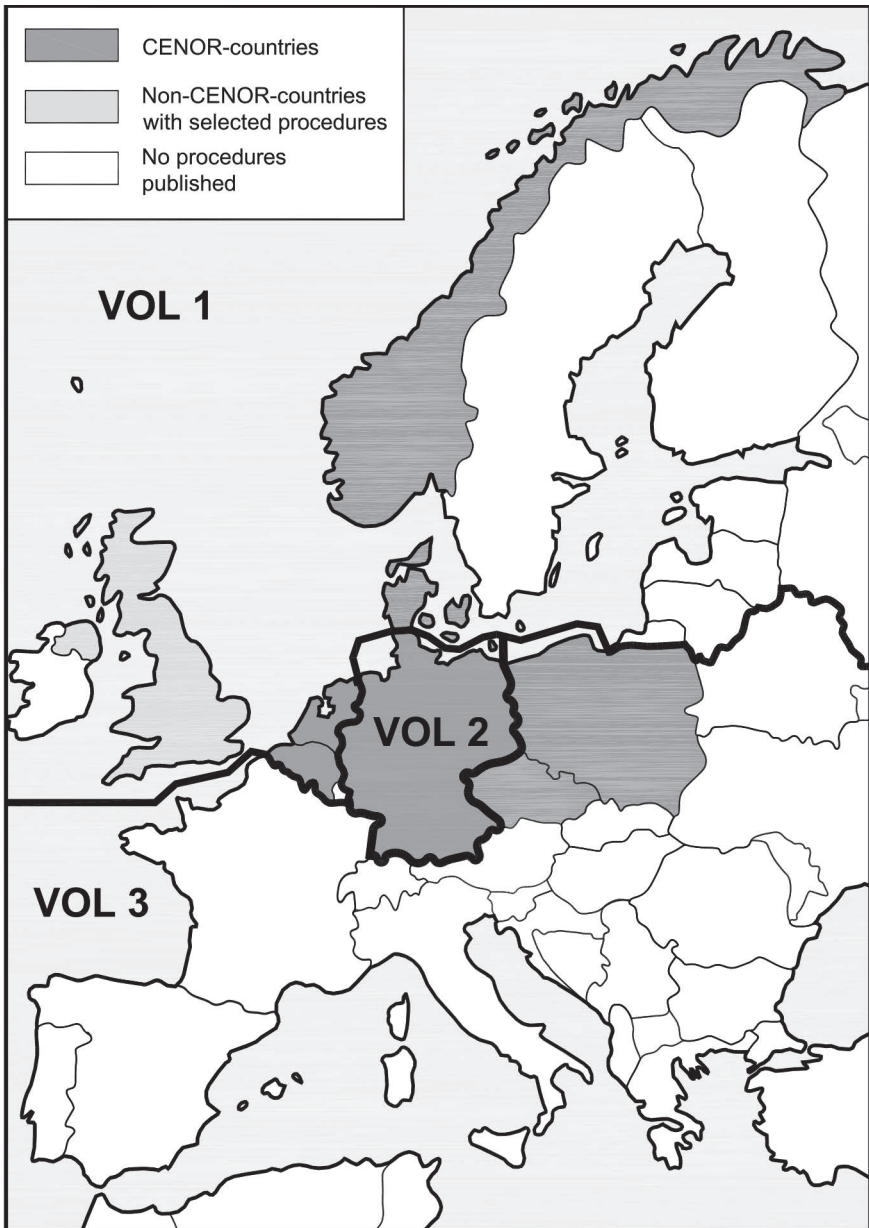 CENOR-countries
Non-CENOR-countries
with selected procedures
No procedures
published
VOL 1
VOL 2
VOL 3